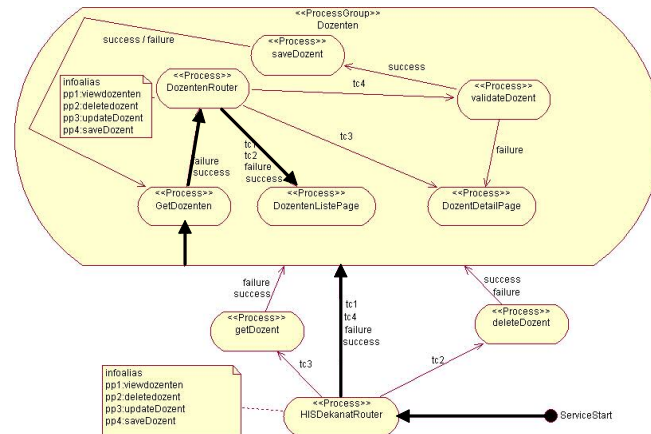 <<ProcessGroup>>
Dozenten
success / failure
<<Process>>
saveDozent
success
infoalias
pp1:viewdozenten
pp2:deletedozent
pp3:updateDozent
pp4:saveDozent
<<Process>>
DozentenRouter
tc4
<<Process>>
validateDozent
tc1
tc2
failure
success
tc3
failure
failure
success
<<Process>>
GetDozenten
<<Process>>
DozentenListePage
<<Process>>
DozentDetailPage
failure
success
tc1
tc4
failure
success
success
failure
<<Process>>
getDozent
<<Process>>
deleteDozent
tc3
tc2
infoalias
pp1:viewdozenten
pp2:deletedozent
pp3:updateDozent
pp4:saveDozent
<<Process>>
HISDekanatRouter
ServiceStart